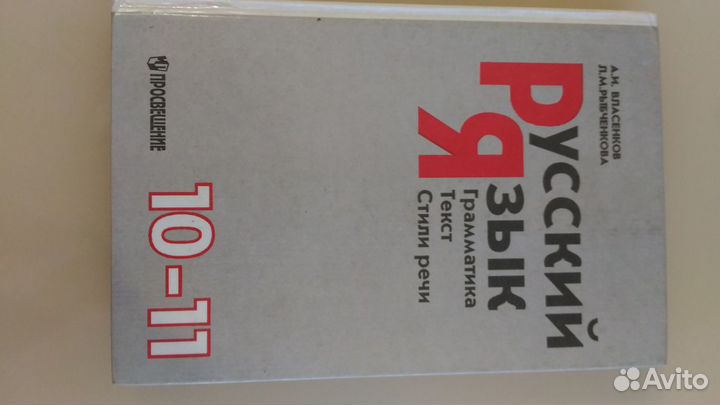 А.И. ВЛАСЕНКОВ
Л.М.РЫБЧЕНКОВА
Русский
Язык
Грамматика
Текст
Стили речи
10-11
ПРОСВЕЩЕНИЕ
Avito